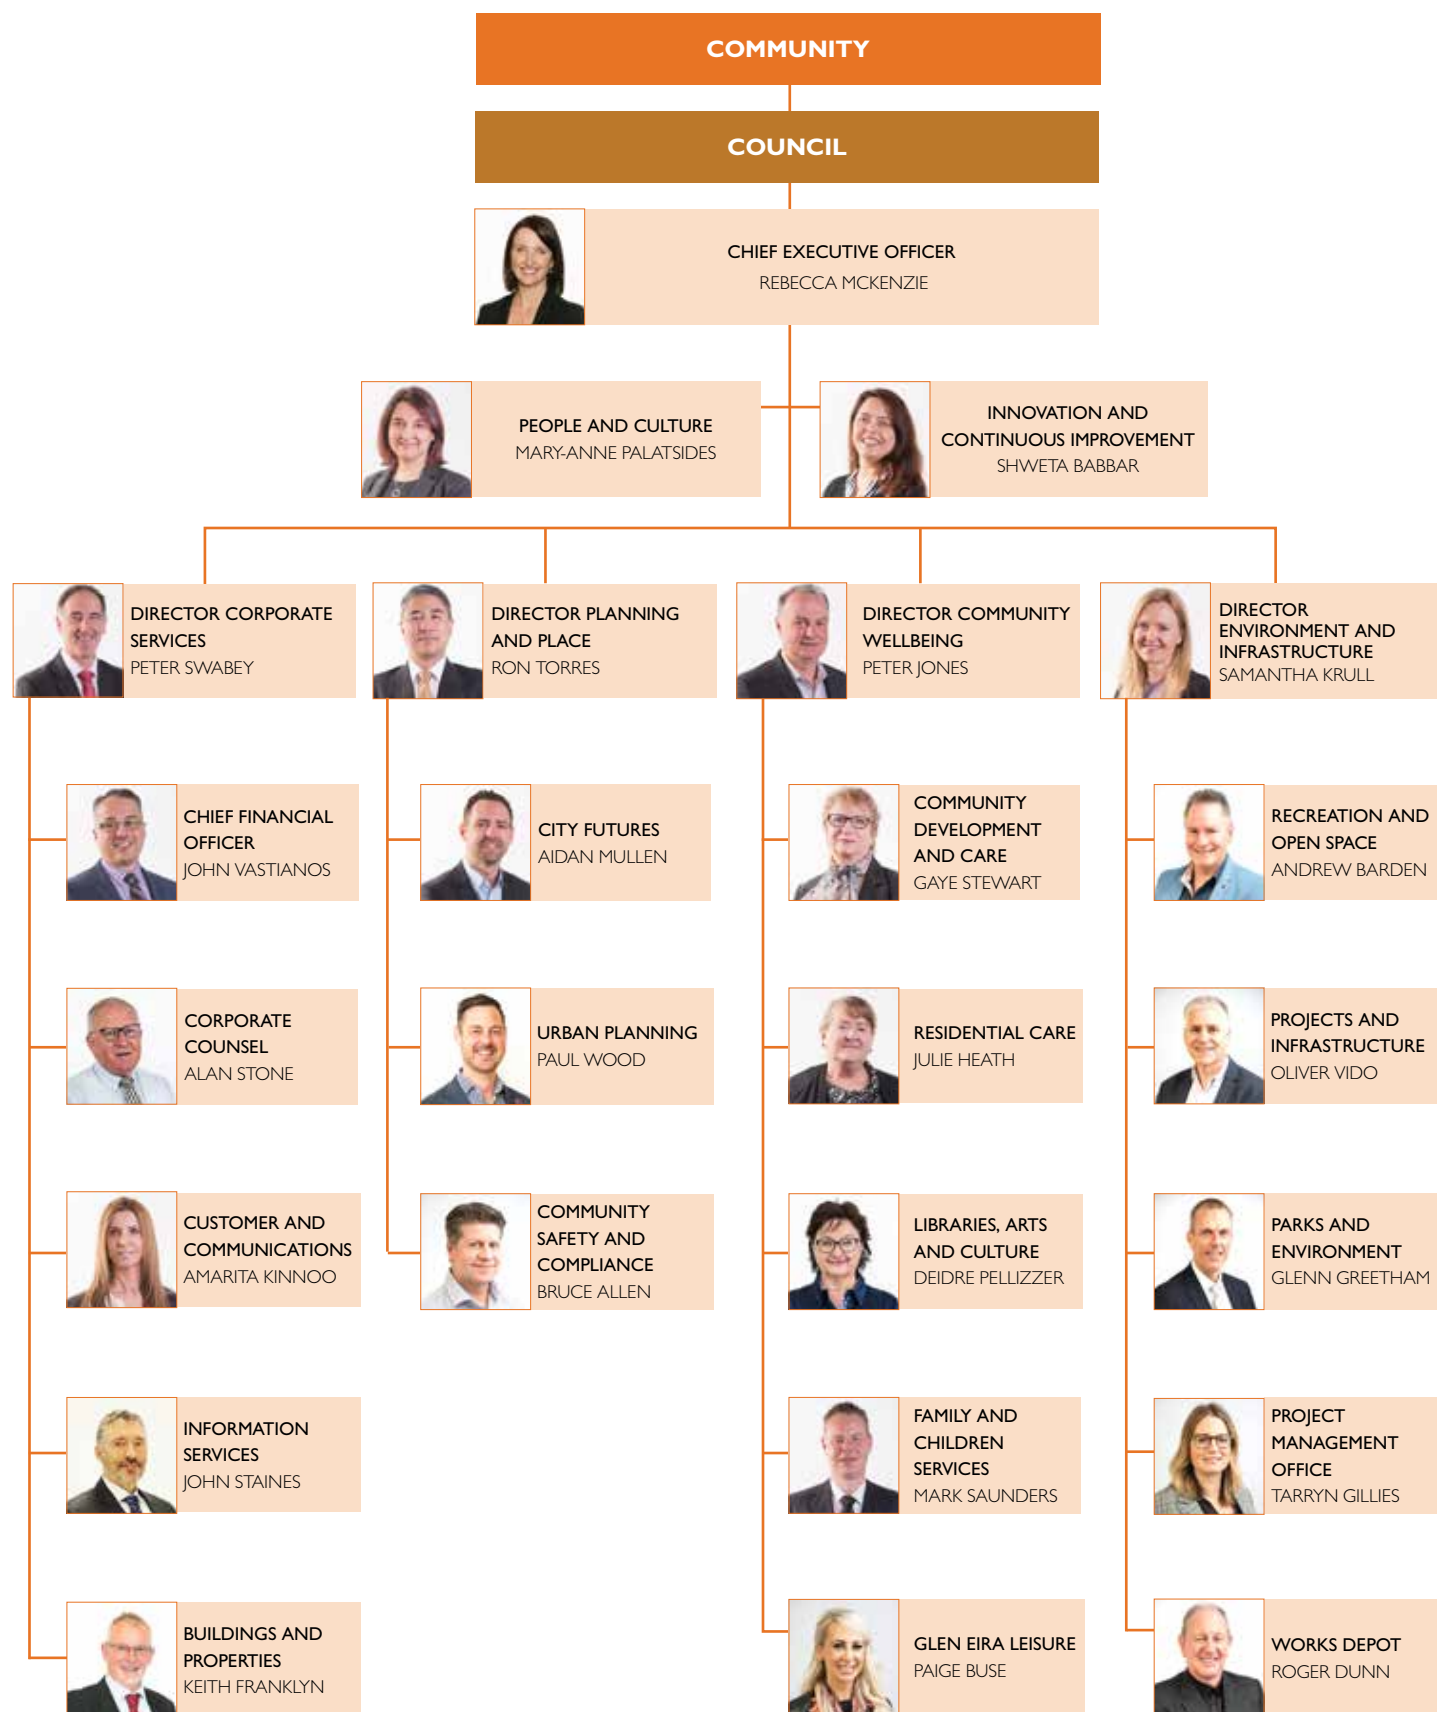 COMMUNITY
COUNCIL
CHIEF EXECUTIVE OFFICER
REBECCA MCKENZIE
PEOPLE AND CULTURE
MARY-ANNE PALATSIDES
INNOVATION AND
CONTINUOUS IMPROVEMENT
SHWETA BABBAR
DIRECTOR CORPORATE
SERVICES
PETER SWABEY
DIRECTOR PLANNING
AND PLACE
RON TORRES
DIRECTOR COMMUNITY
WELLBEING
PETER JONES
DIRECTOR
ENVIRONMENT AND
INFRASTRUCTURE
SAMANTHA KRULL
CHIEF FINANCIAL
OFFICER
JOHN VASTIANOS
CITY FUTURES
AIDAN MULLEN
COMMUNITY
DEVELOPMENT
AND CARE
GAYE STEWART
RECREATION AND
OPEN SPACE
ANDREW BARDEN
CORPORATE
COUNSEL
ALAN STONE
URBAN PLANNING
PAUL WOOD
RESIDENTIAL CARE
JULIE HEATH
PROJECTS AND
INFRASTRUCTURE
OLIVER VIDO
CUSTOMER AND
COMMUNICATIONS
AMARITA KINNOO
COMMUNITY
SAFETY AND
COMPLIANCE
BRUCE ALLEN
LIBRARIES, ARTS
AND CULTURE
DEIDRE PELLIZZER
PARKS AND
ENVIRONMENT
GLENN GREETHAM
INFORMATION
SERVICES
JOHN STAINES
FAMILY AND
CHILDREN
SERVICES
MARK SAUNDERS
PROJECT
MANAGEMENT
OFFICE
TARRYN GILLIES
BUILDINGS AND
PROPERTIES
KEITH FRANKLYN
GLEN EIRA LEISURE
PAIGE BUSE
WORKS DEPOT
ROGER DUNN